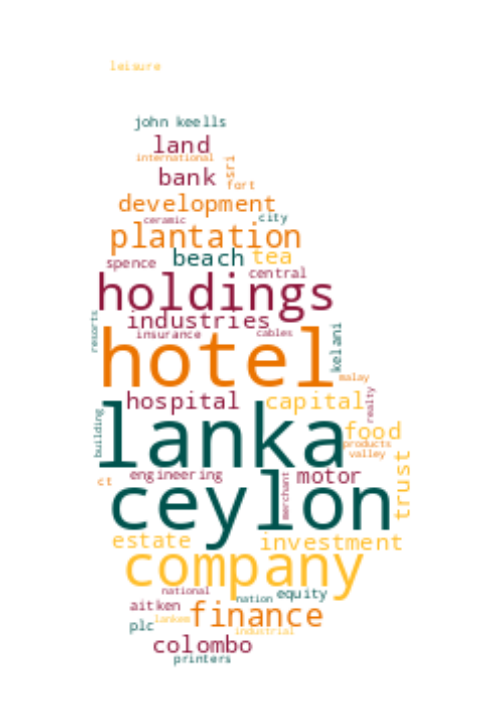 leisure
john keells
land
international
sri
bank
fort
development
ceramic
city
plantation
beach
tea
spence
central
holdings
industries
resorts
insurance
cables
kelani
hotel
malay
hospital
capital
realty
building
lanka
food
products
valley
engineering
motor
trust
ct
merchant
ceylon
estate
investment
company
national
nation
equity
aitken
finance
lankem
plc
industrial
colombo
printers